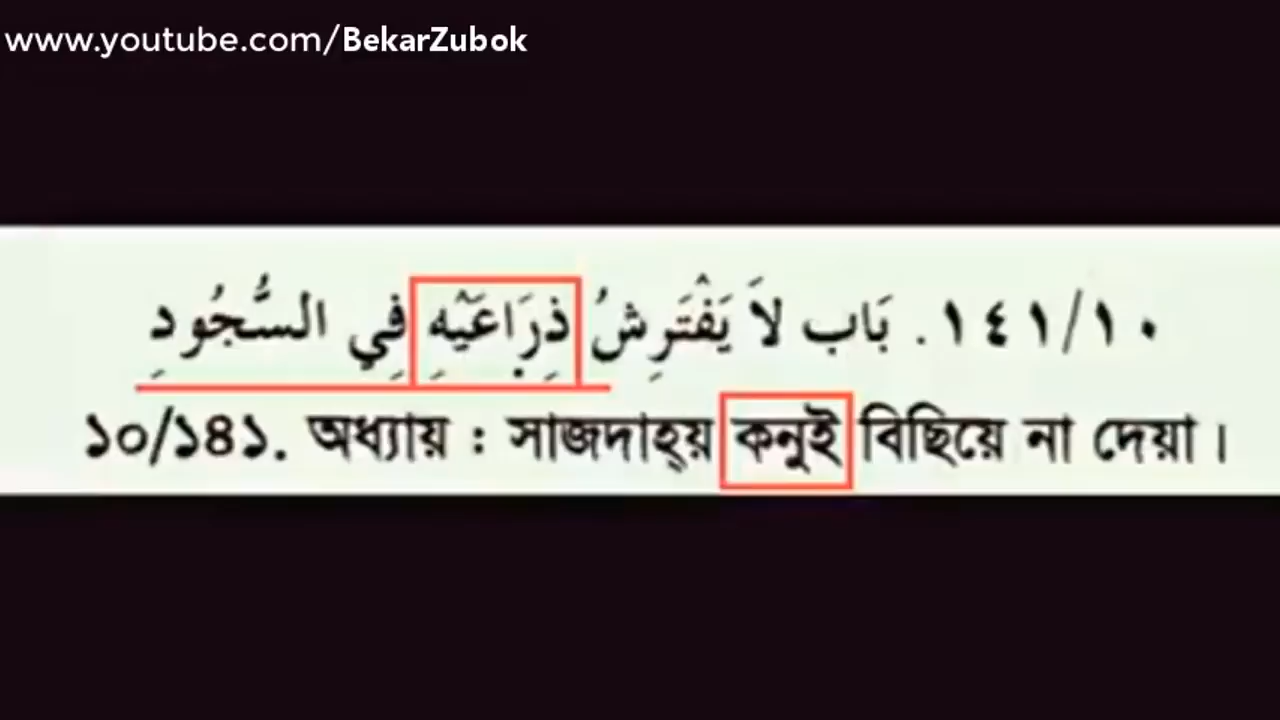 www.youtube.com/BekarZubok
١٤١/١٠. بَاب لاَ يَفْتَرِشُ ذِرَاعَيْهِ فِي السُّجُودِ
১০/১৪১. অধ্যায় : সাজদাহ্‌য় কনুই বিছিয়ে না দেয়া।